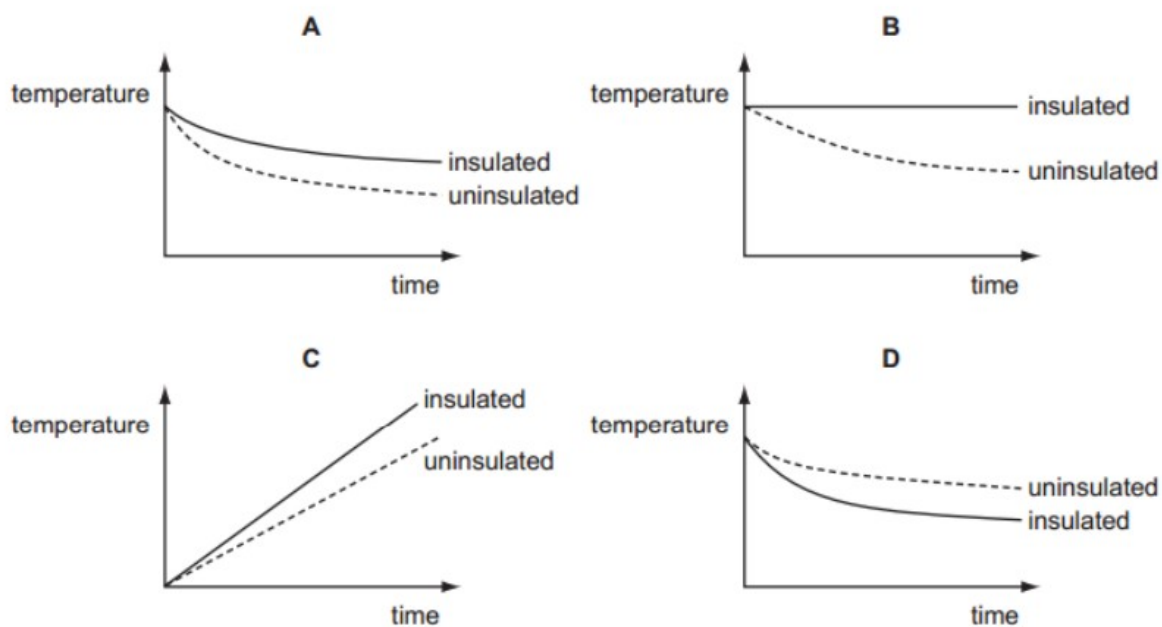 A
temperature
insulated
uninsulated
time
B
temperature
insulated
uninsulated
time
C
temperature
insulated
uninsulated
time
D
temperature
uninsulated
insulated
time